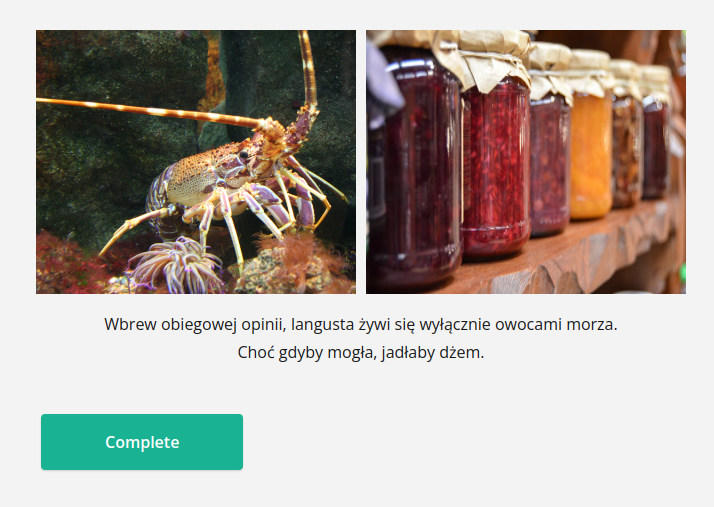 Wbrew obiegowej opinii, langusta żywi się wyłącznie owocami morza.
Choć gdyby mogła, jadłaby dżem.
Complete